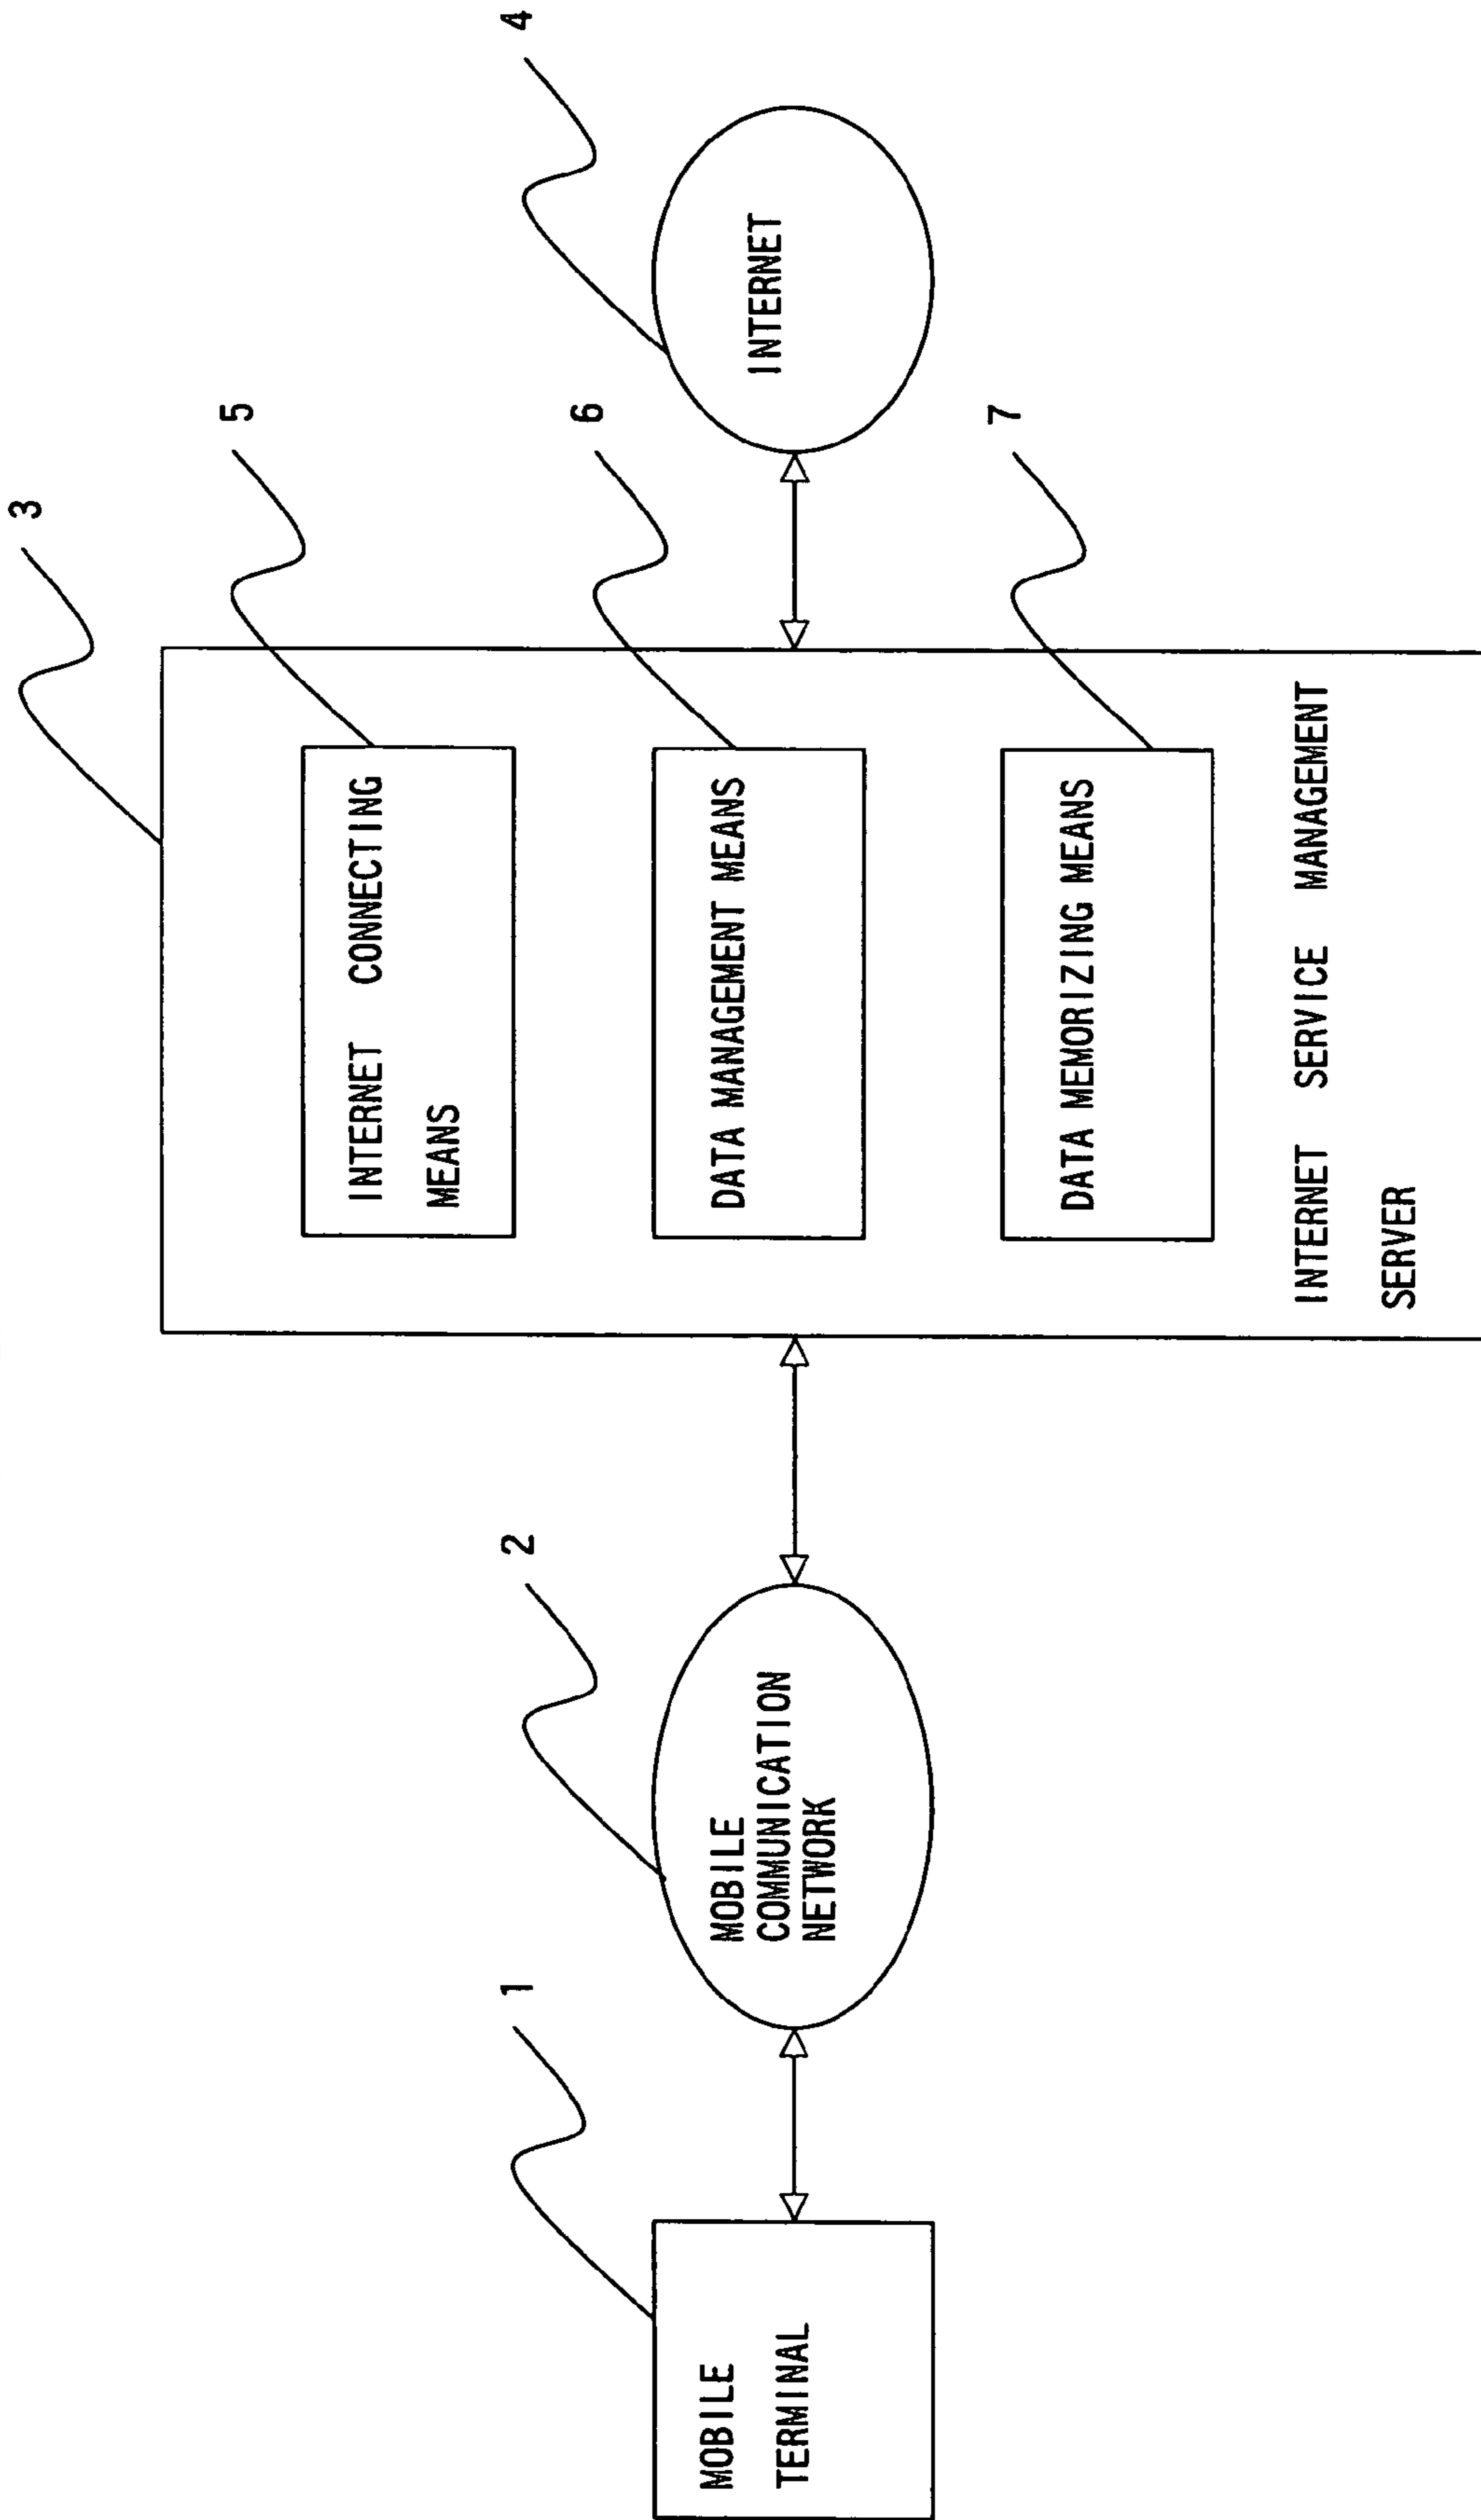 3
5
INTERNET CONNECTING
MEANS
1
MOBILE
TERMINAL
2
MOBILE
COMMUNICATION
NETWORK
6
DATA MANAGEMENT MEANS
4
INTERNET
7
DATA MEMORIZING MEANS
INTERNET SERVICE MANAGEMENT
SERVER